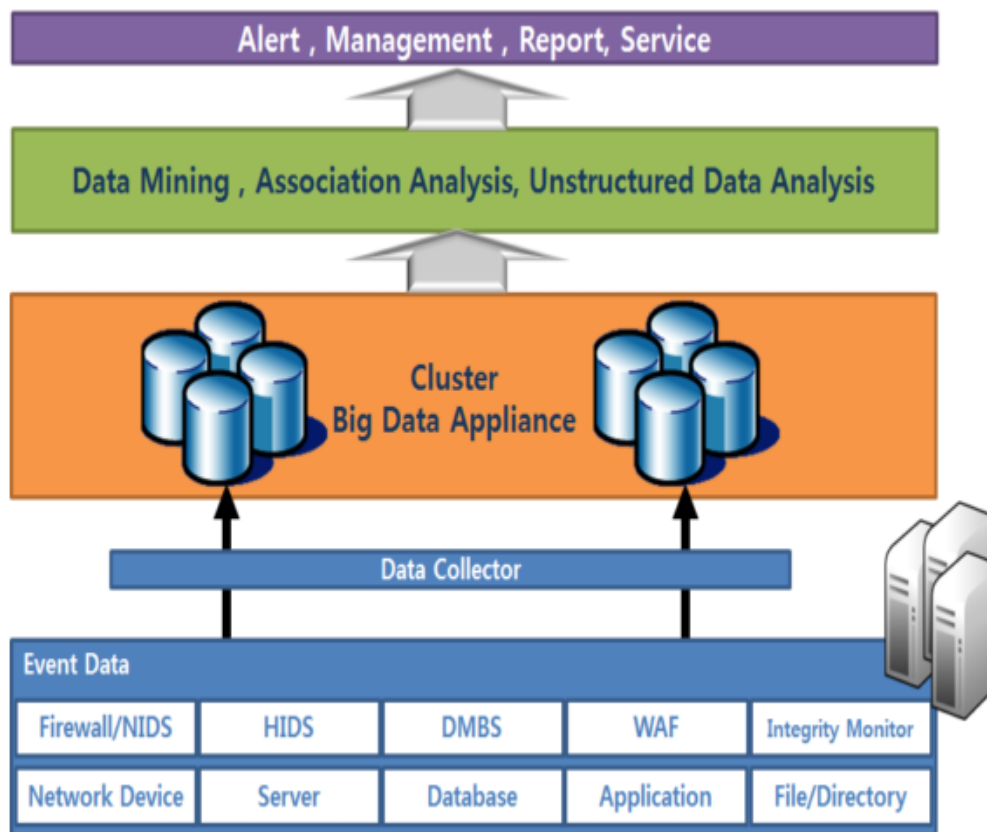 Alert , Management , Report, Service
Data Mining , Association Analysis, Unstructured Data Analysis
Cluster
Big Data Appliance
Data Collector
Event Data
Firewall/NIDS
HIDS
DMBS
WAF
Integrity Monitor
Network Device
Server
Database
Application
File/Directory